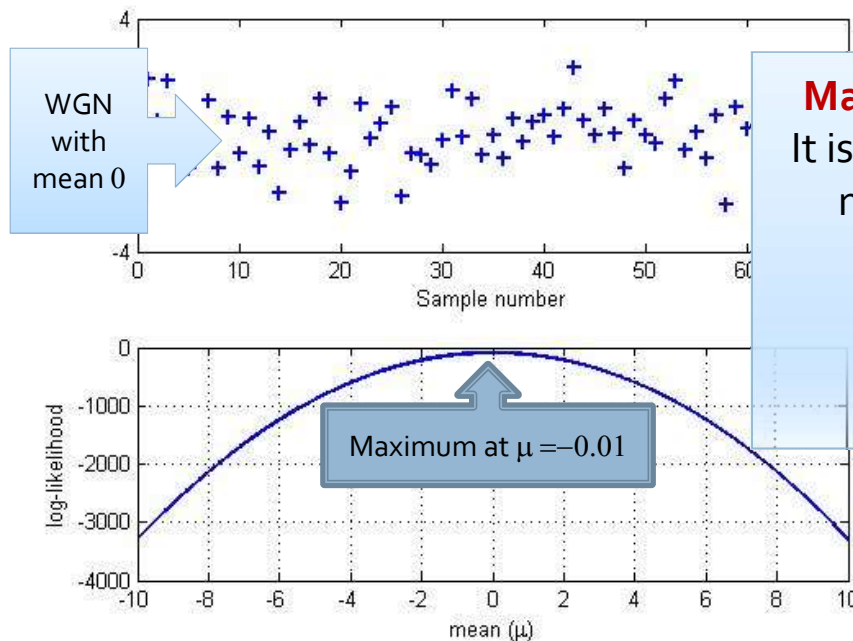 4
WGN
with
mean 0
-4
0 10 20 30 40 50 60
Sample number
It is
0
-1000
-2000
-3000
-4000
log-likelihood
Maximum at μ =−0.01
-10 -8 -6 -4 -2 0 2 4 6 8 10
mean (μ)